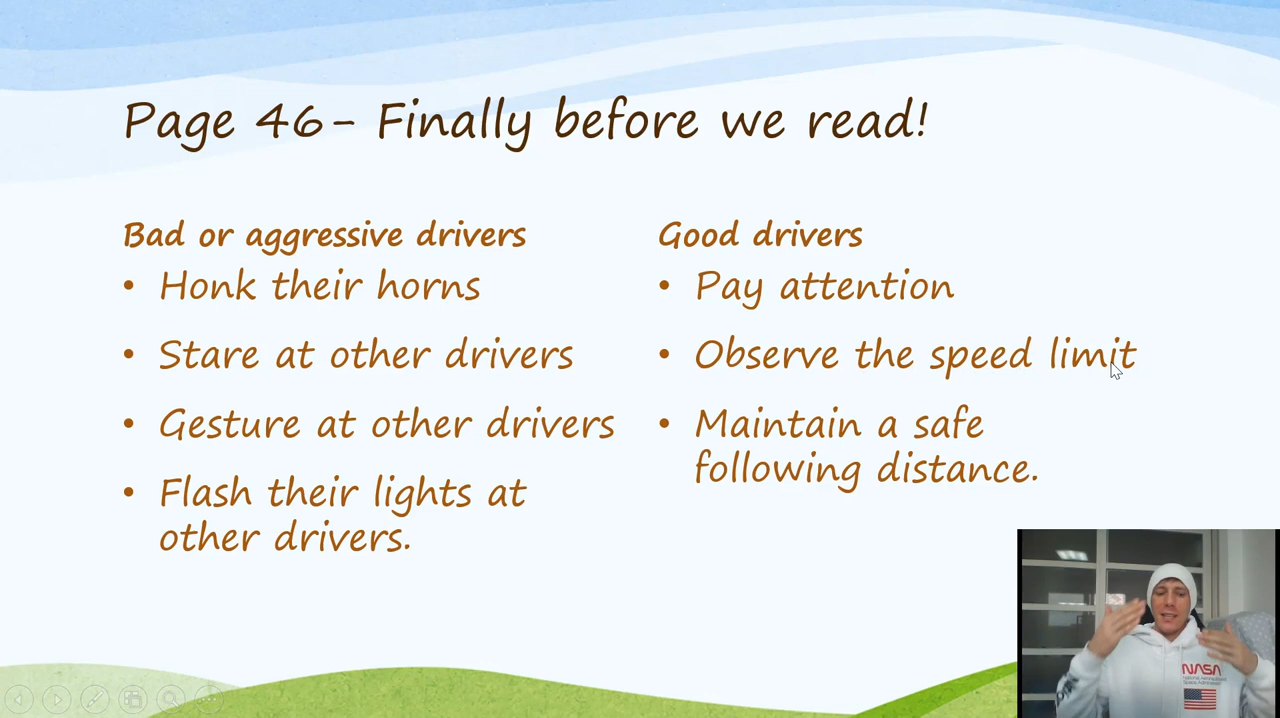 Page 46- Finally before we read!
Bad or aggressive drivers
• Honk their horns
• Stare at other drivers
• Gesture at other drivers
• Flash their lights at
other drivers.
Good drivers
• Pay attention
• Observe the speed limit
• Maintain a safe
following distance.
NASA